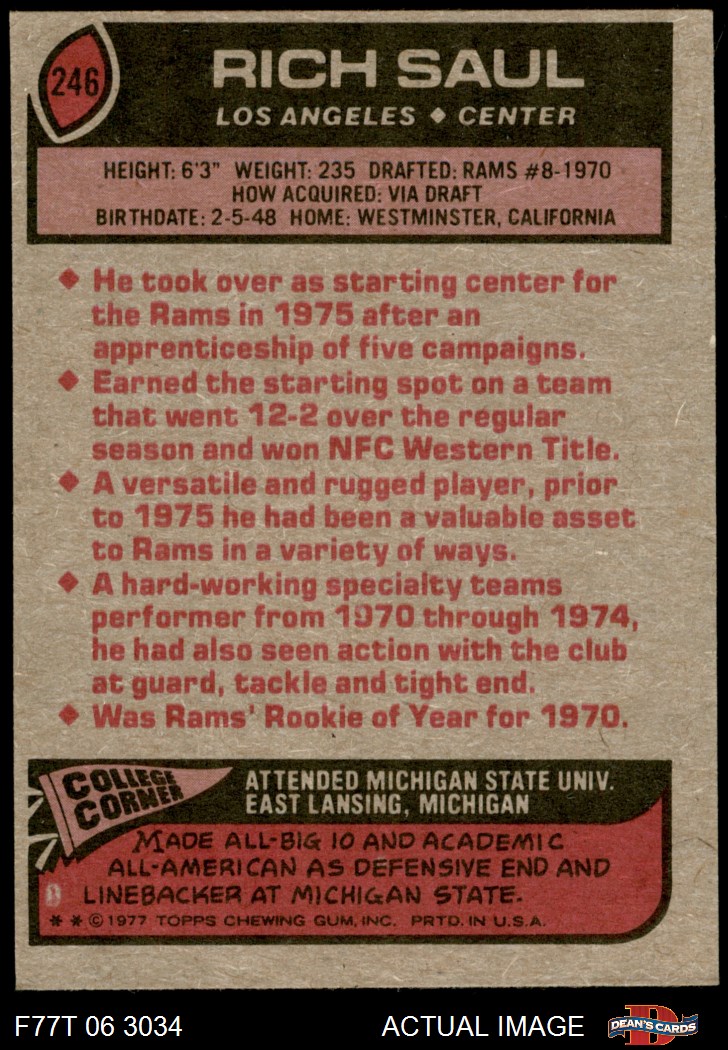 246
RICH SAUL
LOS ANGELES ♦ CENTER
HEIGHT: 6'3" WEIGHT: 235 DRAFTED: RAMS #8-1970
HOW ACQUIRED: VIA DRAFT
BIRTHDATE: 2-5-48 HOME: WESTMINSTER, CALIFORNIA
♦ He took over as starting center for
the Rams in 1975 after an
apprenticeship of five campaigns.
♦ Earned the starting spot on a team
that went 12-2 over the regular
season and won NFC Western Title.
♦ A versatile and rugged player, prior
to 1975 he had been a valuable asset
to Rams in a variety of ways.
♦ A hard-working specialty teams
performer from 1970 through 1974,
he had also seen action with the club
at guard, tackle and tight end.
♦ Was Rams' Rookie of Year for 1970.
COLLEGE
CORNER
ATTENDED MICHIGAN STATE UNIV.
EAST LANSING, MICHIGAN
MADE ALL-BIG 10 AND ACADEMIC
ALL-AMERICAN AS DEFENSIVE END AND
LINEBACKER AT MICHIGAN STATE.
* * © 1977 TOPPS CHEWING GUM, INC. PRTD. IN U.S.A.
F77T 06 3034
ACTUAL IMAGE
D
DEAN'S CARDS